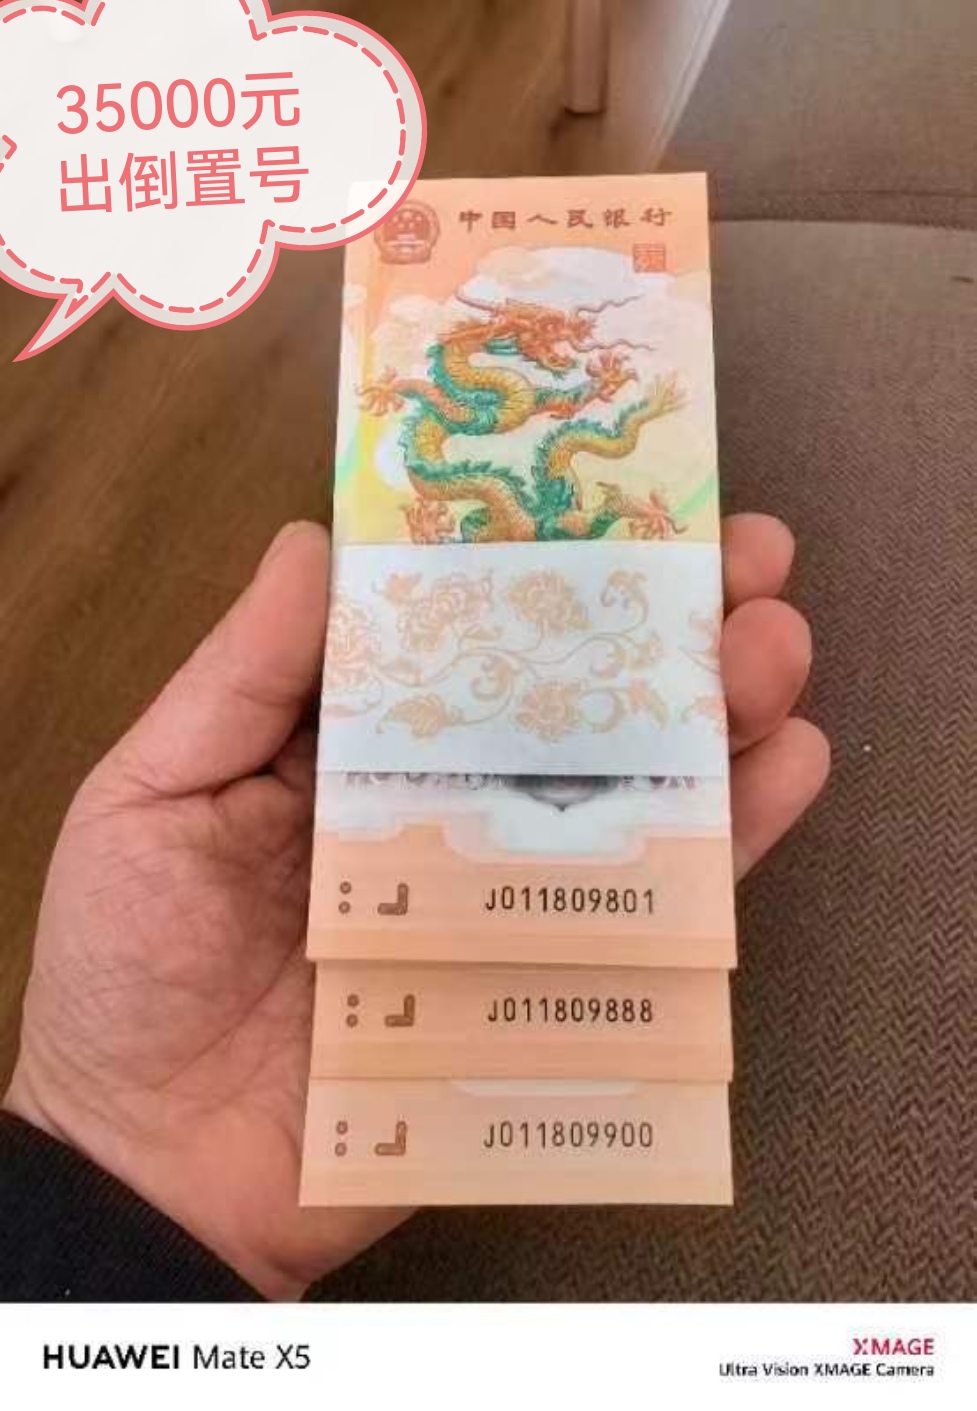 35000元
出倒置号
中国人民银行
J011809801
J011809888
J011809900
HUAWEI Mate X5
XMAGE
Ultra Vision XMAGE Camera